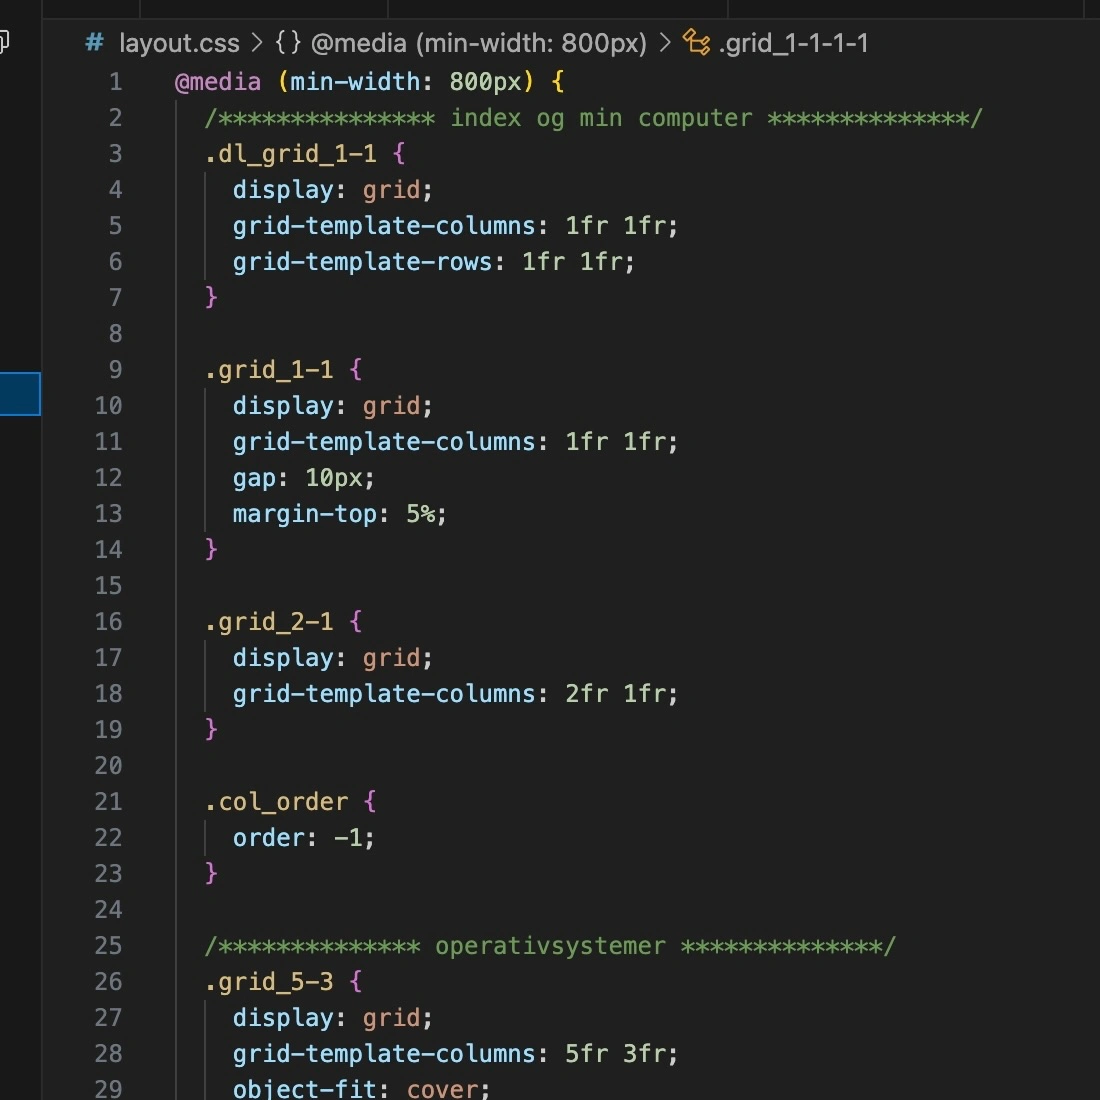 # layout.css > {} @media (min-width: 800px) > .grid_1-1-1-1
1 @media (min-width: 800px) {
2 /*************** index og min computer **************/
3 .dl_grid_1-1 {
4 display: grid;
5 grid-template-columns: 1fr 1fr;
6 grid-template-rows: 1fr 1fr;
7 }
8
9 .grid_1-1 {
10 display: grid;
11 grid-template-columns: 1fr 1fr;
12 gap: 10px;
13 margin-top: 5%;
14 }
15
16 .grid_2-1 {
17 display: grid;
18 grid-template-columns: 2fr 1fr;
19 }
20
21 .col_order {
22 order: -1;
23 }
24
25 /************** operativsystemer **************/
26 .grid_5-3 {
27 display: grid;
28 grid-template-columns: 5fr 3fr;
29 object-fit: cover;